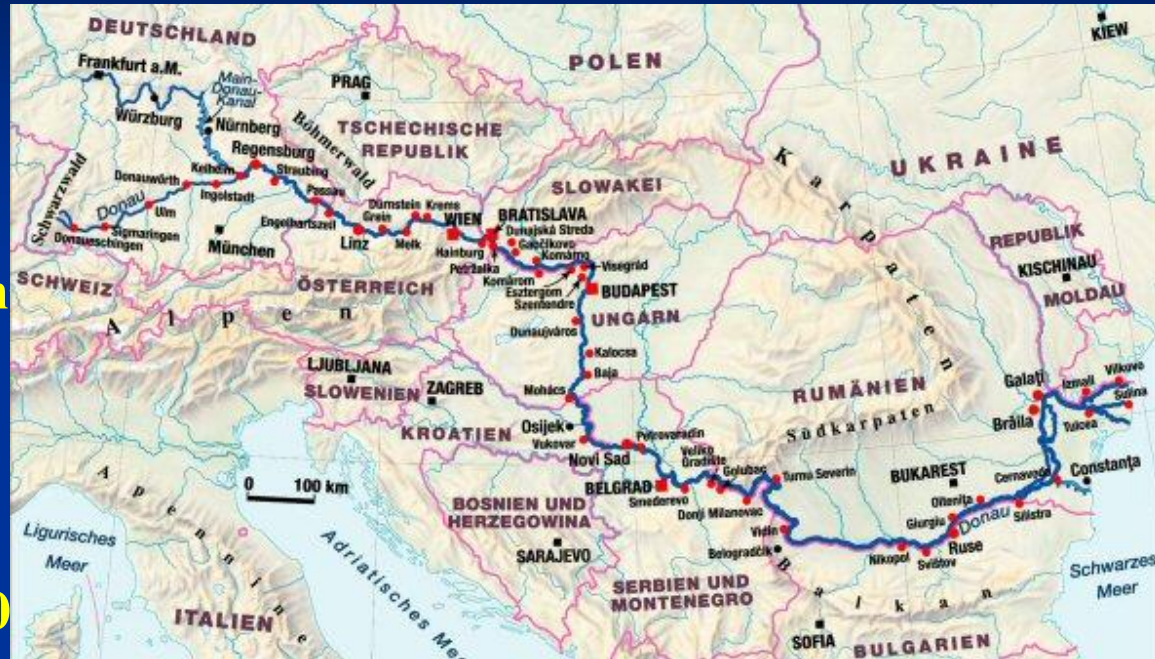 DEUTSCHLAND
POLEN
KIEW
Frankfurt a.M.
Main-
Donau-
Kanal
PRAG
Würzburg
Nürnberg
Böhmerwald
TSCHECHISCHE
REPUBLIK
Karpaten
UKRAINE
Schwarzwald
Regensburg
Kelheim
Straubing
Donauwörth
Ingolstadt
Passau
Donau
Ulm
Engelhartszell
SLOWAKEI
Dürnstein
Krems
Grein
WIEN
BRATISLAVA
Dunajská Streda
Sigmaringen
Donaueschingen
München
Linz
Melk
Hainburg
Gabčíkovo
Komárno
Petržalka
Visegrád
REPUBLIK
KISCHINAU
MOLDAU
SCHWEIZ
ÖSTERREICH
Komárom
Esztergom
Szentendre
BUDAPEST
UNGARN
Alpen
Dunaújváros
LJUBLJANA
SLOWENIEN
ZAGREB
Kalocsa
Baja
Mohács
RUMÄNIEN
Galaţi
Izmail
Vilkovo
Sulina
Brăila
Tulcea
Südkarpaten
KROATIEN
Osijek
Vukovar
Petrovaradin
Novi Sad
Veliko
Gradište
Golubac
Turnu Severin
BUKAREST
Cernavodă
Constanţa
0 100 km
BELGRAD
Smederevo
Donji Milanovac
Olteniţa
Giurgiu
Donau
Silistra
Apennin
BOSNIEN UND
HERZEGOWINA
Vidin
Ruse
Ligurisches
Meer
Adriatisches Mee
SARAJEVO
Belogradčik
Nikopol
Svištov
Schwarzes
Meer
SERBIEN UND
MONTENEGRO
Balkan
ITALIEN
SOFIA
BULGARIEN